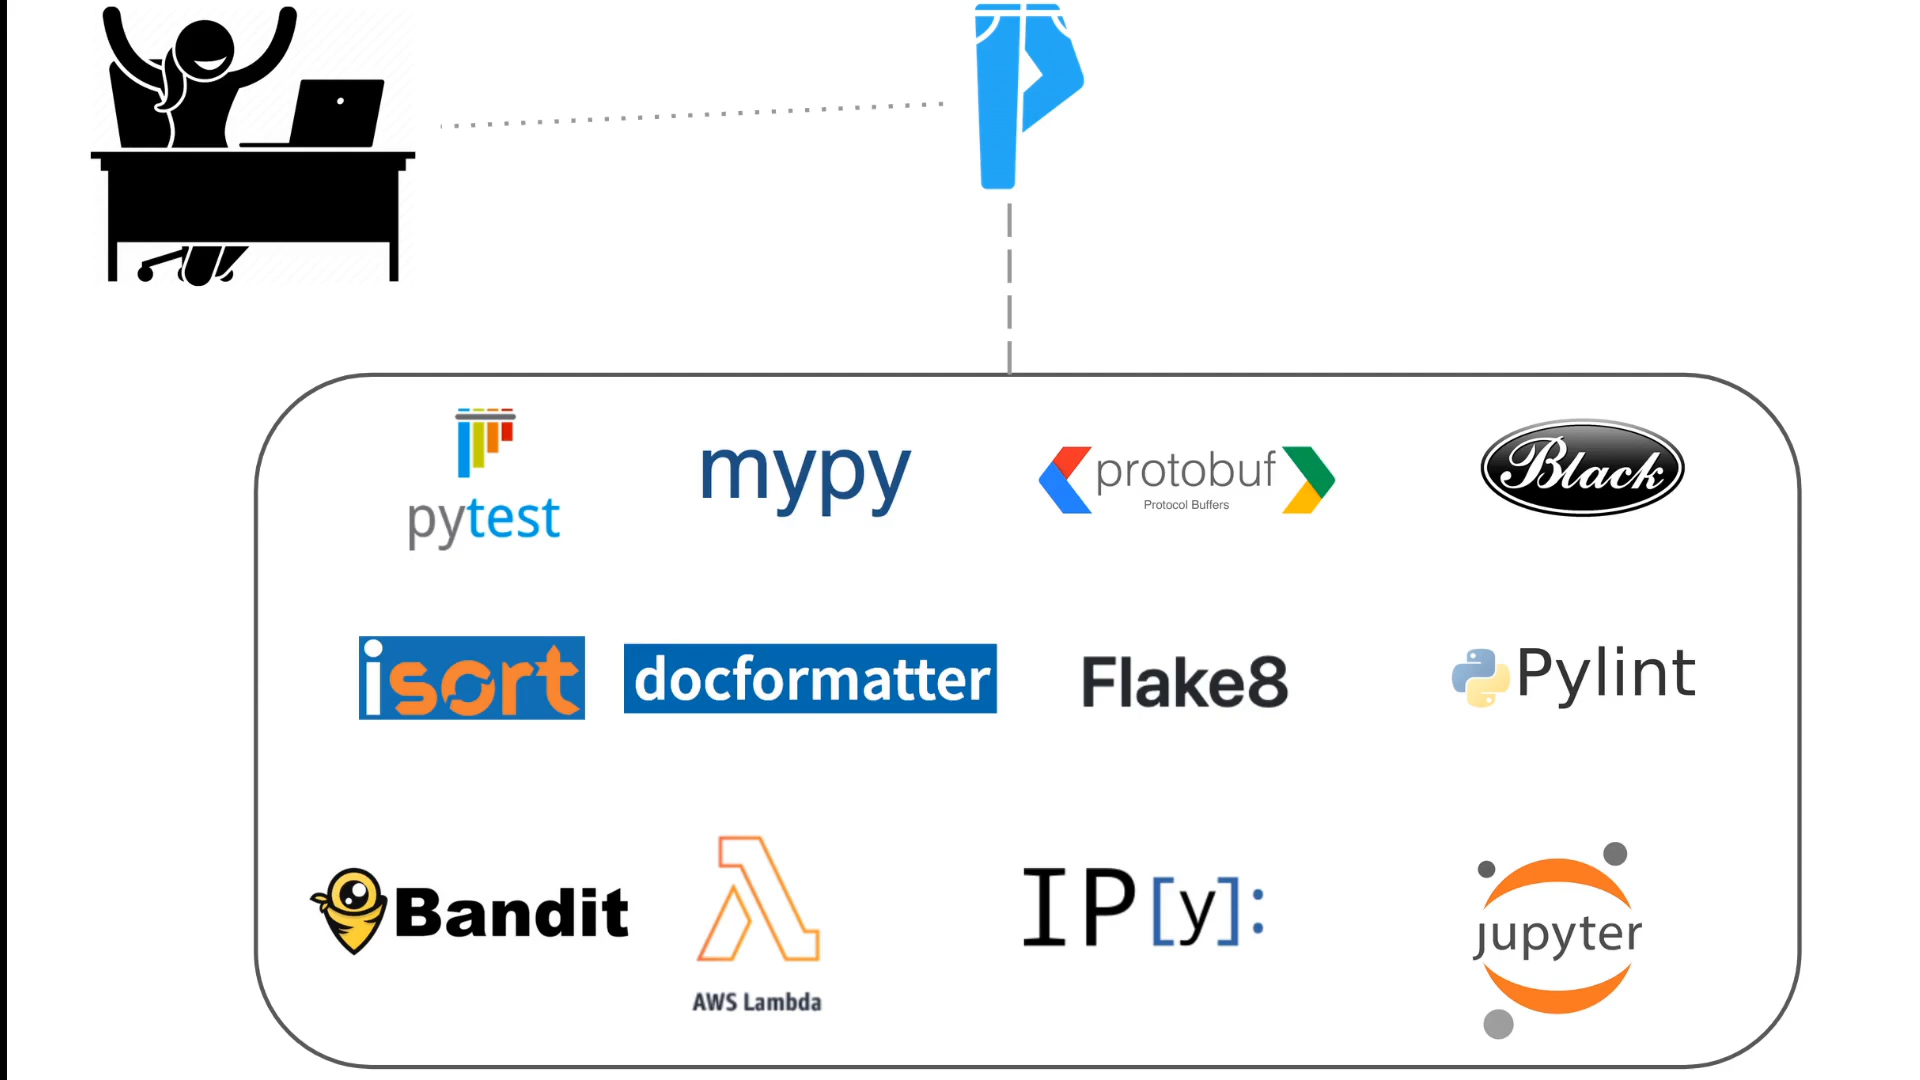 pytest
mypy
protobuf
Protocol Buffers
Black
isort
docformatter
Flake8
Pylint
Bandit
AWS Lambda
IP[y]:
jupyter